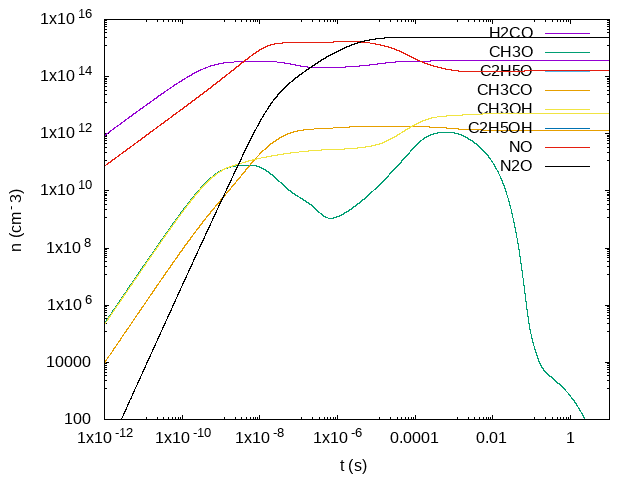 1x10^16
1x10^14
1x10^12
1x10^10
1x10^8
1x10^6
10000
100
n (cm^-3)
H2CO
CH3O
C2H5O
CH3CO
CH3OH
C2H5OH
NO
N2O
1x10^-12
1x10^-10
1x10^-8
1x10^-6
0.0001
0.01
1
t (s)